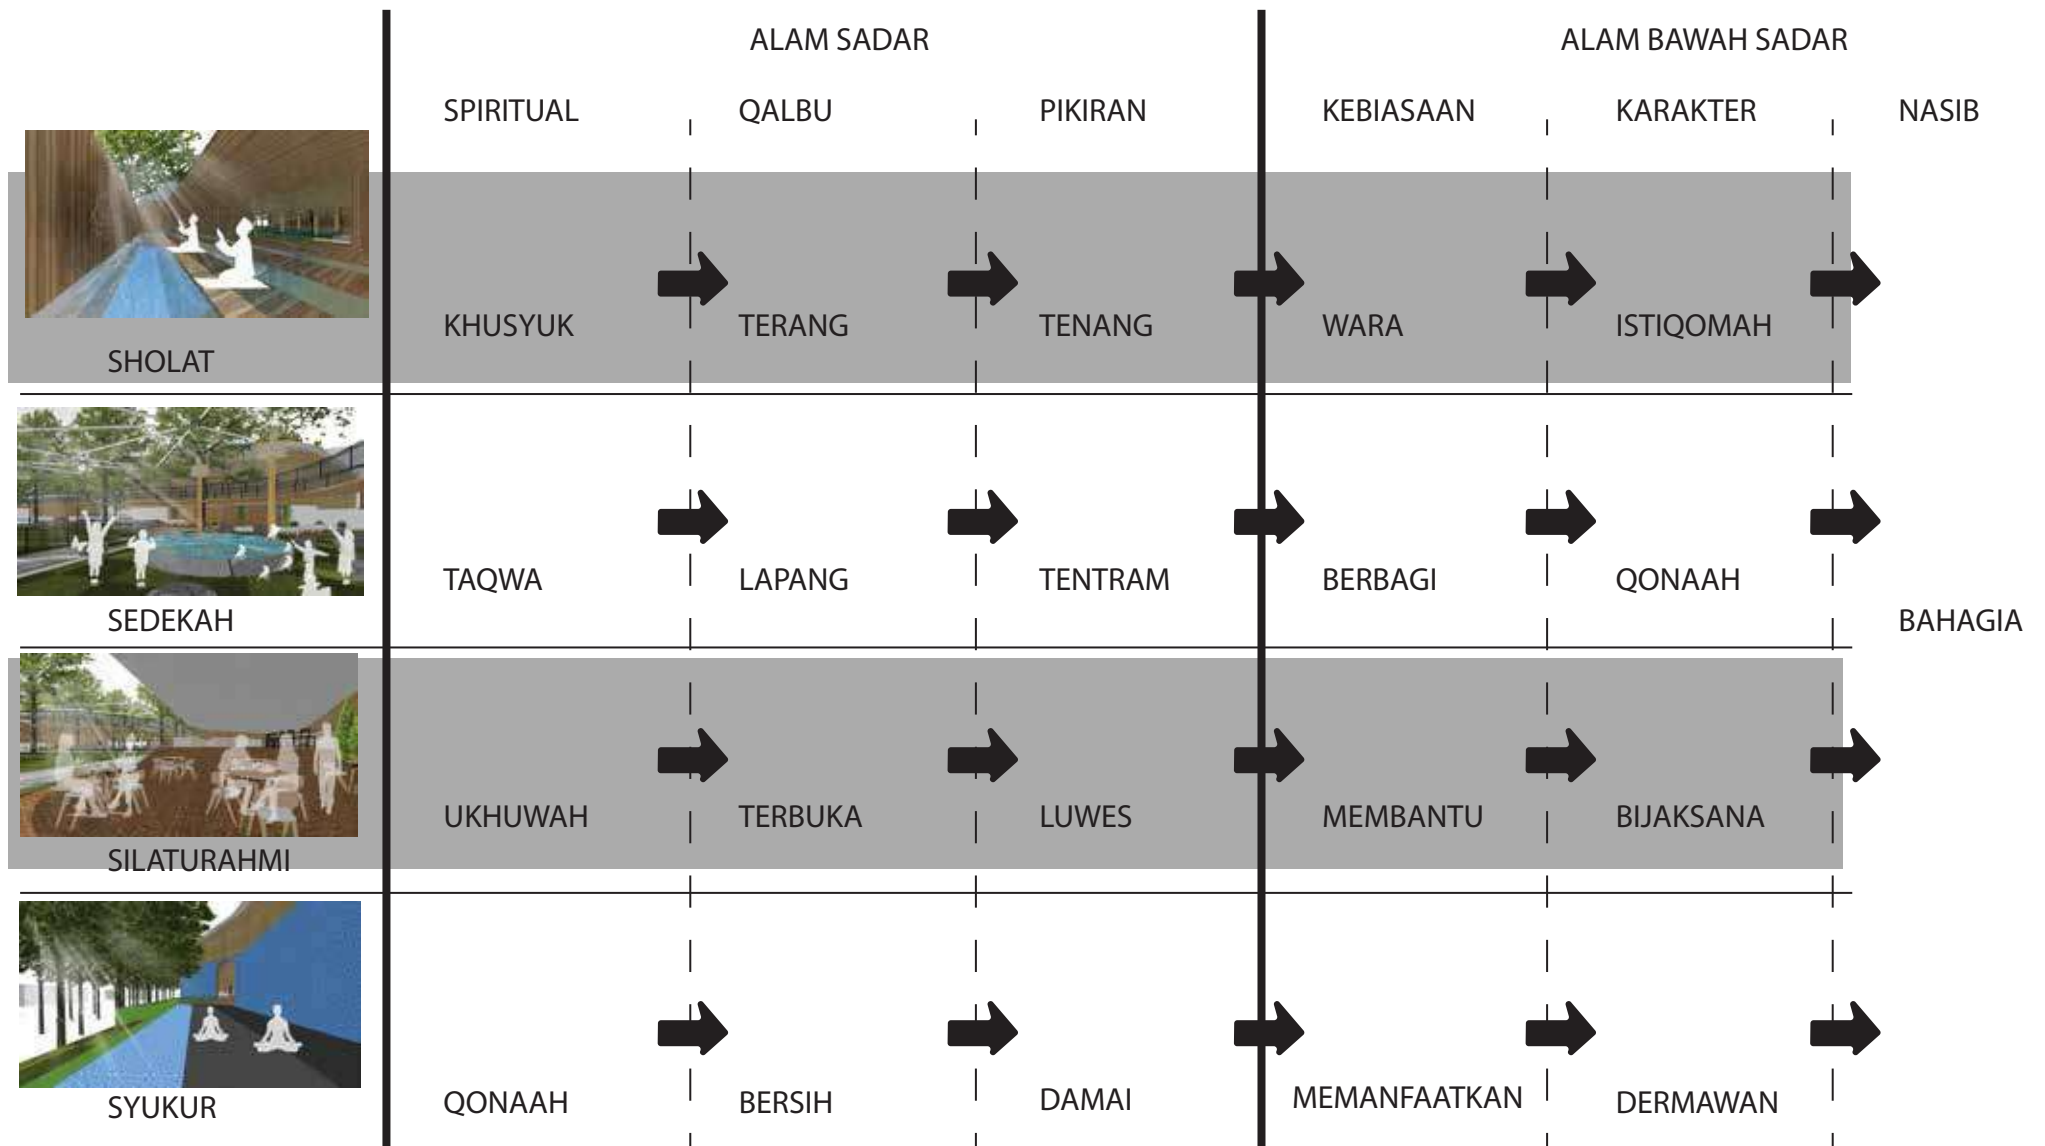 ALAM SADAR ALAM BAWAH SADAR
SPIRITUAL QALBU PIKIRAN KEBIASAAN KARAKTER NASIB
KHUSYUK TERANG TENANG WARA ISTIQOMAH
SHOLAT
TAQWA LAPANG TENTRAM BERBAGI QONAAH
SEDEKAH BAHAGIA
UKHUWAH TERBUKA LUWES MEMBANTU BIJAKSANA
SILATURAHMI
QONAAH BERSIH DAMAI MEMANFAATKAN DERMAWAN
SYUKUR